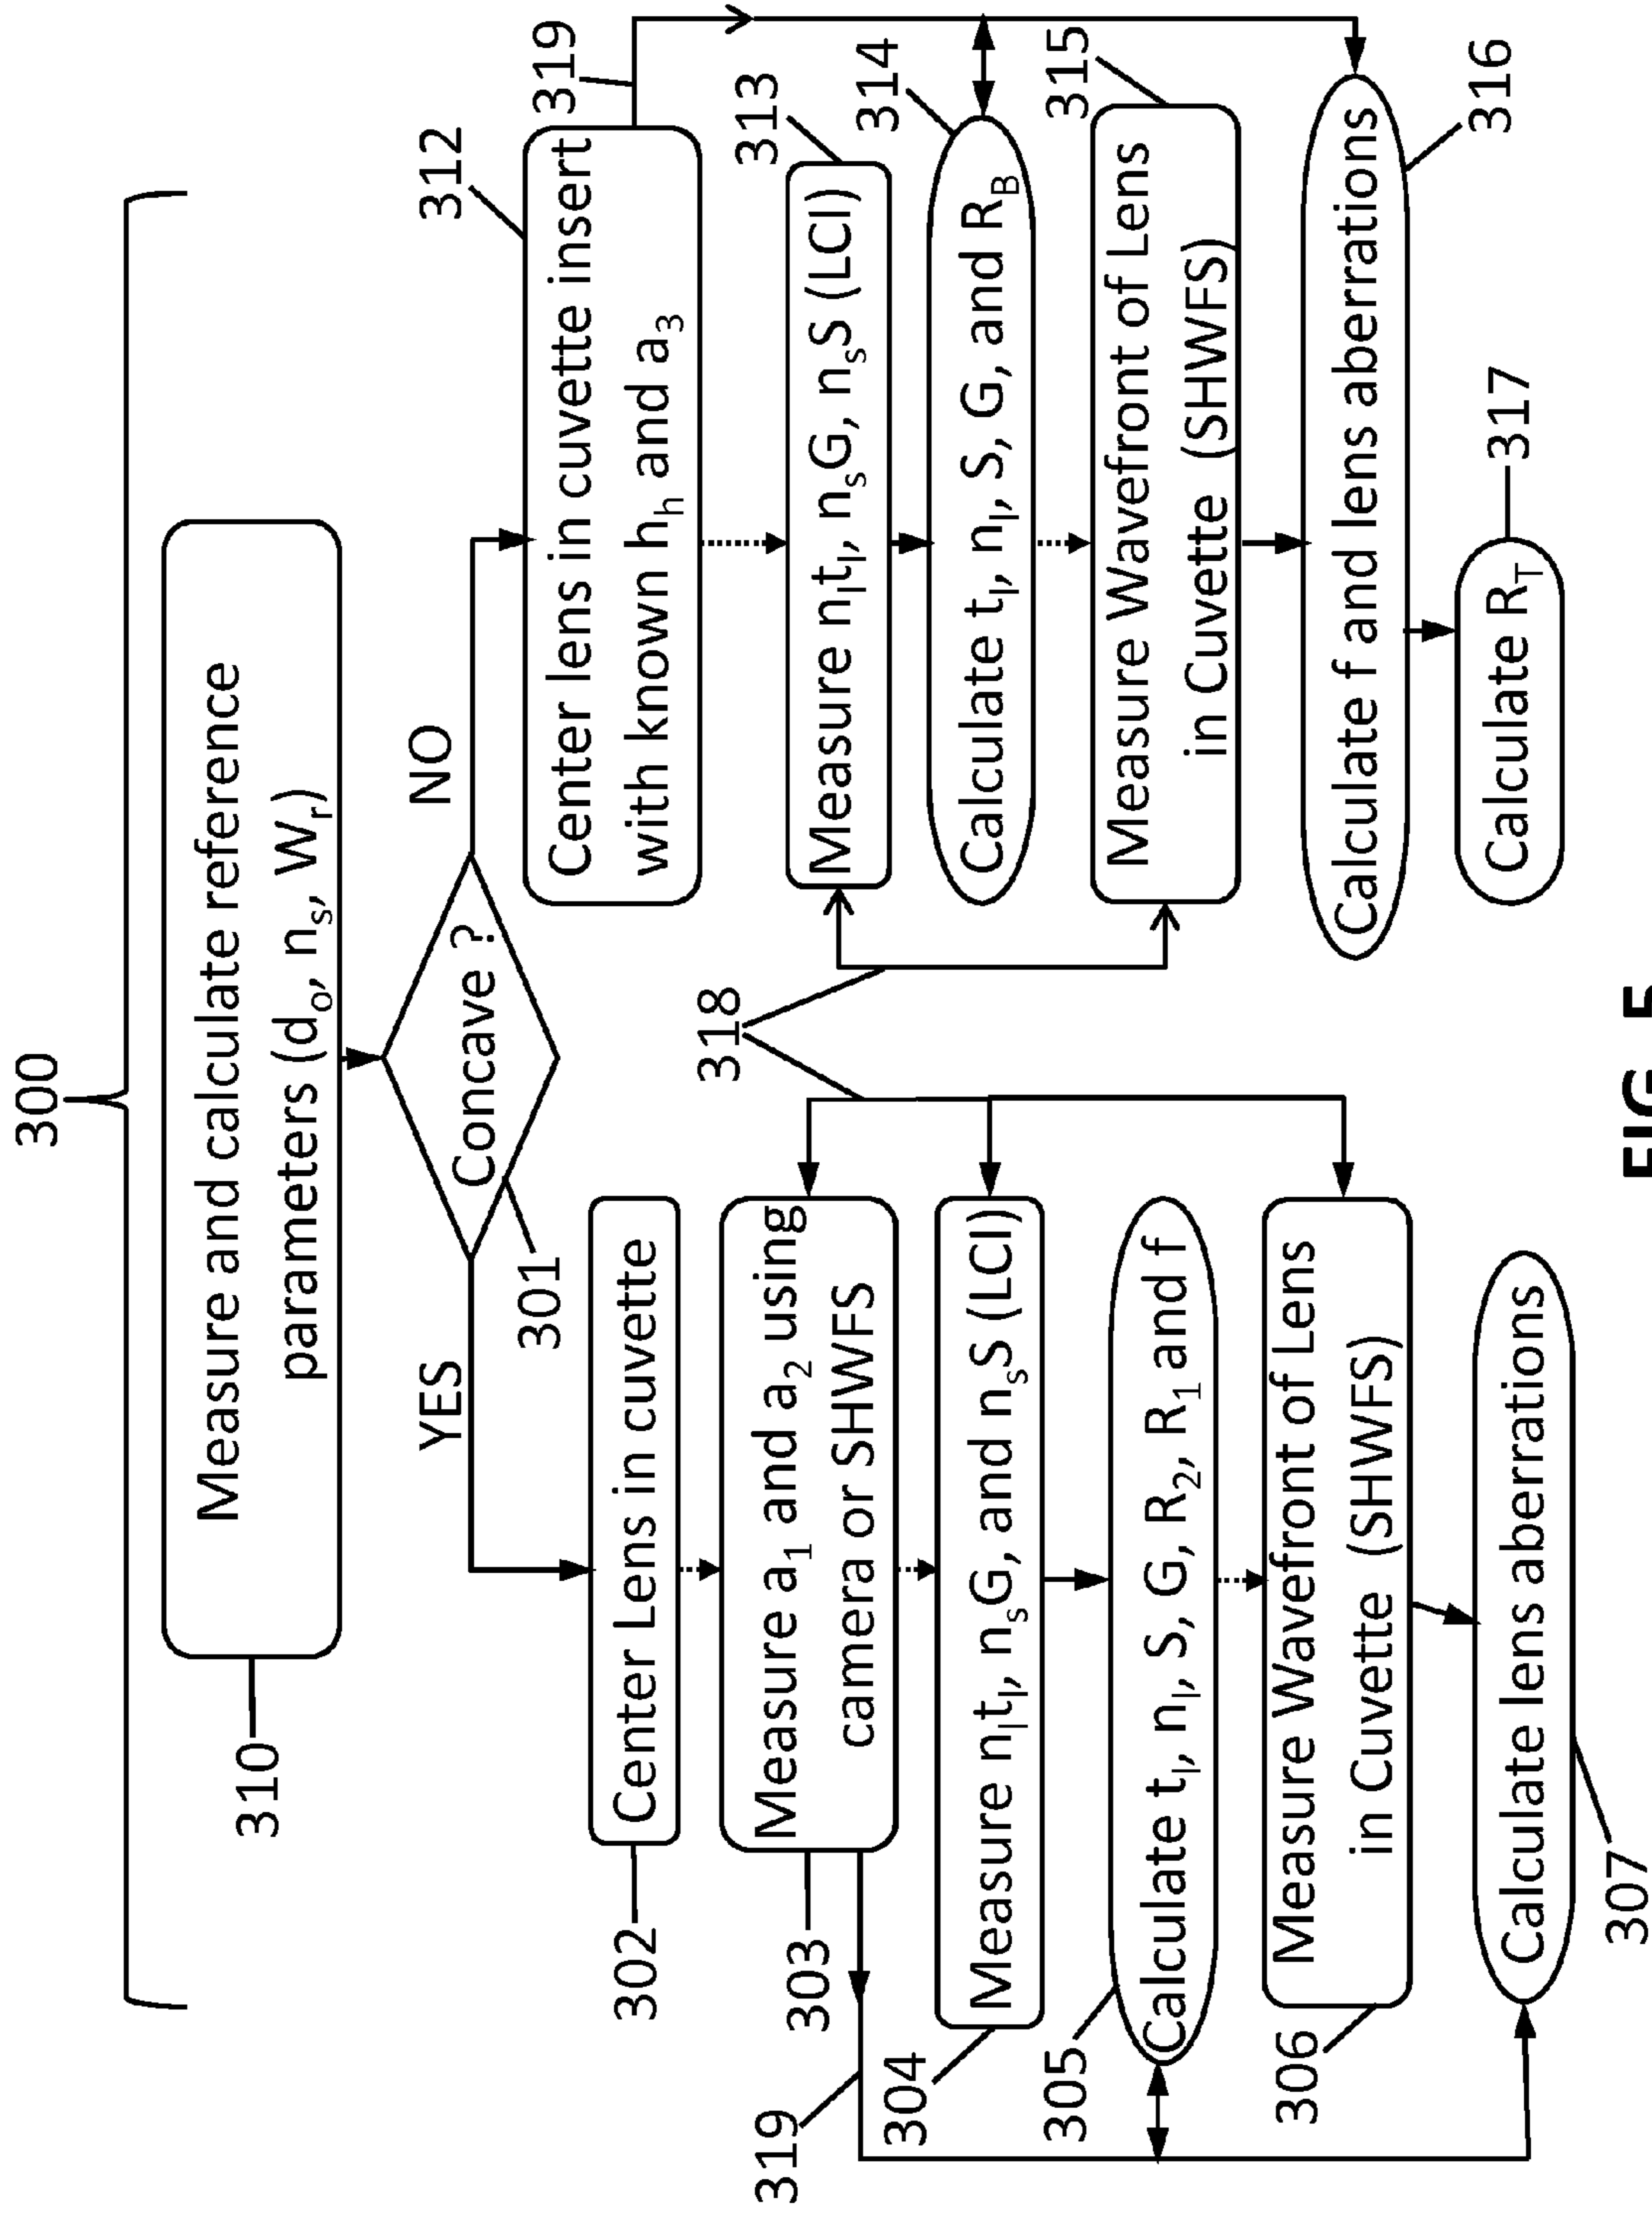 300
310
Measure and calculate reference
parameters (dₒ, nₛ, Wᵣ)
Concave ?
301
YES
NO
302
Center Lens in cuvette
303
Measure a₁ and a₂ using
camera or SHWFS
319
304
Measure nₗtₗ, nₛG, and nₛS (LCI)
305
Calculate tₗ, nₗ, S, G, R₂, R₁ and f
306
Measure Wavefront of Lens
in Cuvette (SHWFS)
Calculate lens aberrations
307
318
312
319
Center lens in cuvette insert
with known hₕ and a₃
313
Measure nₗtₗ, nₛG, nₛS (LCI)
314
Calculate tₗ, nₗ, S, G, and R_B
315
Measure Wavefront of Lens
in Cuvette (SHWFS)
Calculate f and lens aberrations
316
Calculate R_T
317
FIG. 5